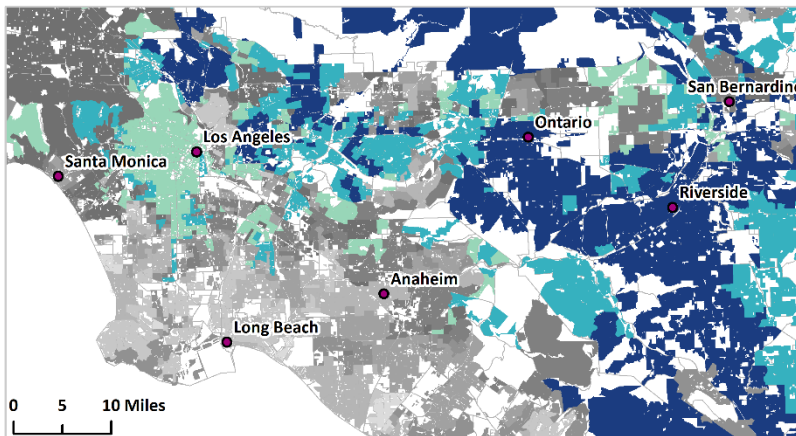 San Bernardino
Ontario
Los Angeles
Santa Monica
Riverside
Anaheim
Long Beach
0 5 10 Miles